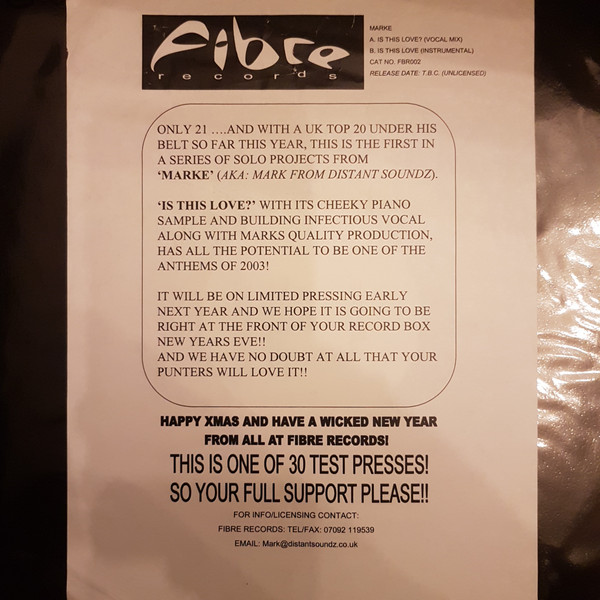 Fibre
records
MARKE
A. IS THIS LOVE? (VOCAL MIX)
B. IS THIS LOVE (INSTRUMENTAL)
CAT NO. FBR002
RELEASE DATE: T.B.C. (UNLICENSED)
ONLY 21 ....AND WITH A UK TOP 20 UNDER HIS
BELT SO FAR THIS YEAR, THIS IS THE FIRST IN
A SERIES OF SOLO PROJECTS FROM
‘MARKE’ (AKA: MARK FROM DISTANT SOUNDZ).
‘IS THIS LOVE?’ WITH ITS CHEEKY PIANO
SAMPLE AND BUILDING INFECTIOUS VOCAL
ALONG WITH MARKS QUALITY PRODUCTION,
HAS ALL THE POTENTIAL TO BE ONE OF THE
ANTHEMS OF 2003!
IT WILL BE ON LIMITED PRESSING EARLY
NEXT YEAR AND WE HOPE IT IS GOING TO BE
RIGHT AT THE FRONT OF YOUR RECORD BOX
NEW YEARS EVE!!
AND WE HAVE NO DOUBT AT ALL THAT YOUR
PUNTERS WILL LOVE IT!!
HAPPY XMAS AND HAVE A WICKED NEW YEAR
FROM ALL AT FIBRE RECORDS!
THIS IS ONE OF 30 TEST PRESSES!
SO YOUR FULL SUPPORT PLEASE!!
FOR INFO/LICENSING CONTACT:
FIBRE RECORDS: TEL/FAX: 07092 119539
EMAIL: Mark@distantsoundz.co.uk